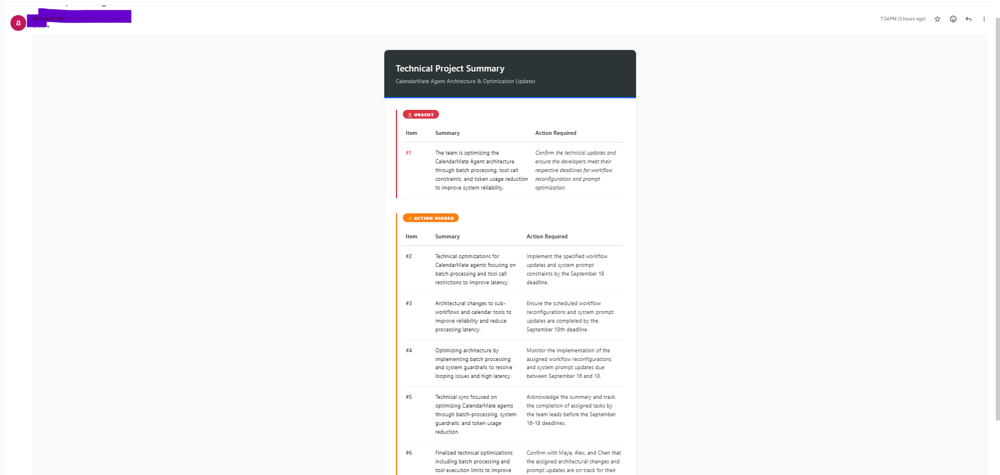 a
7:24 PM (3 hours ago)
Technical Project Summary
CalendarMate Agent Architecture & Optimization Updates
🚨 URGENT
Item Summary Action Required
#1 The team is optimizing the Confirm the technical updates and
CalendarMate Agent architecture ensure the developers meet their
through batch processing, tool call respective deadlines for workflow
constraints, and token usage reduction reconfiguration and prompt
to improve system reliability. optimization.
⚡ ACTION NEEDED
Item Summary Action Required
#2 Technical optimizations for Implement the specified workflow
CalendarMate agents focusing on updates and system prompt
batch processing and tool call constraints by the September 18
restrictions to improve latency. deadline.
#3 Architectural changes to sub- Ensure the scheduled workflow
workflows and calendar tools to reconfigurations and system prompt
improve reliability and reduce updates are completed by the
processing latency. September 18th deadline.
#4 Optimizing architecture by Monitor the implementation of the
implementing batch processing assigned workflow reconfigurations
and system guardrails to resolve and system prompt updates due
looping issues and high latency. between September 16 and 18.
#5 Technical sync focused on Acknowledge the summary and track
optimizing CalendarMate agents the completion of assigned tasks by
through batch-processing, system the team leads before the September
guardrails, and token usage 16-18 deadlines.
reduction.
#6 Finalized technical optimizations Confirm with Maya, Alex, and Chen that
including batch processing and the assigned architectural changes and
tool execution limits to improve prompt updates are on track for their